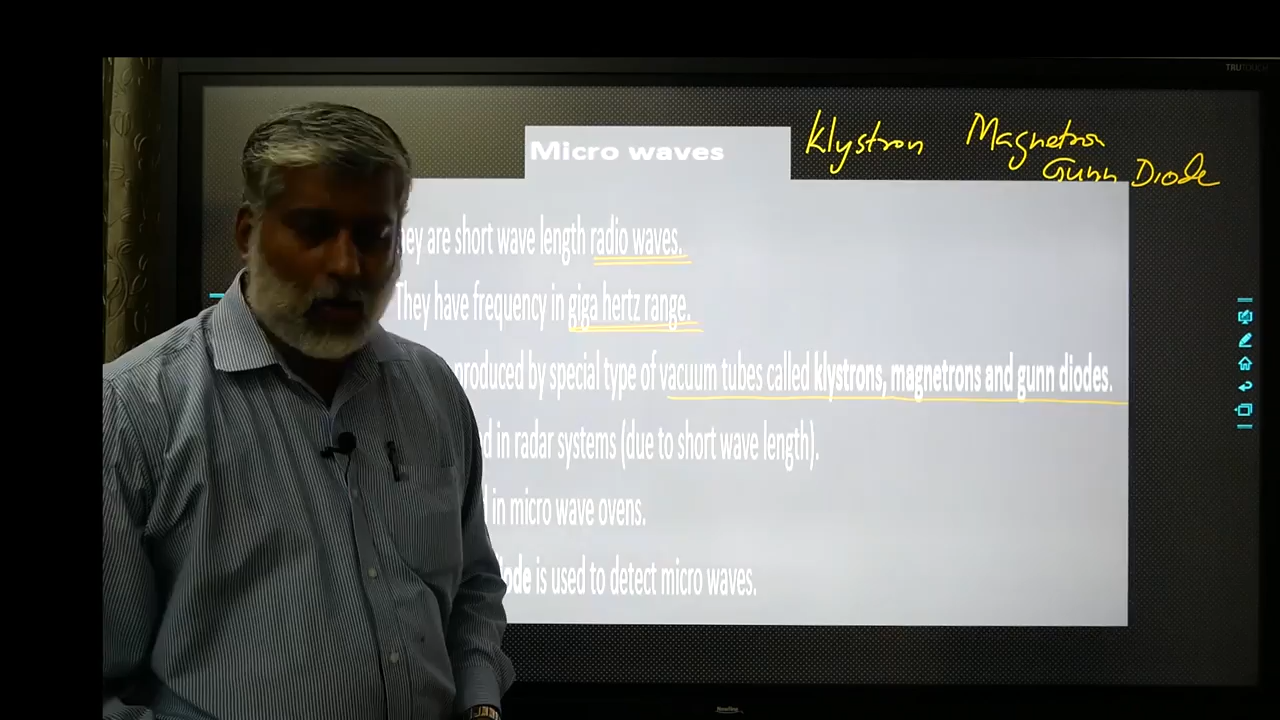 TRUTOUCH
Klystron Magnetron
Gunn Diode
Micro waves
hey are short wave length radio waves.
They have frequency in giga hertz range.
produced by special type of vacuum tubes called klystrons, magnetrons and gunn diodes.
d in radar systems (due to short wave length).
in micro wave ovens.
ode is used to detect micro waves.
Newline